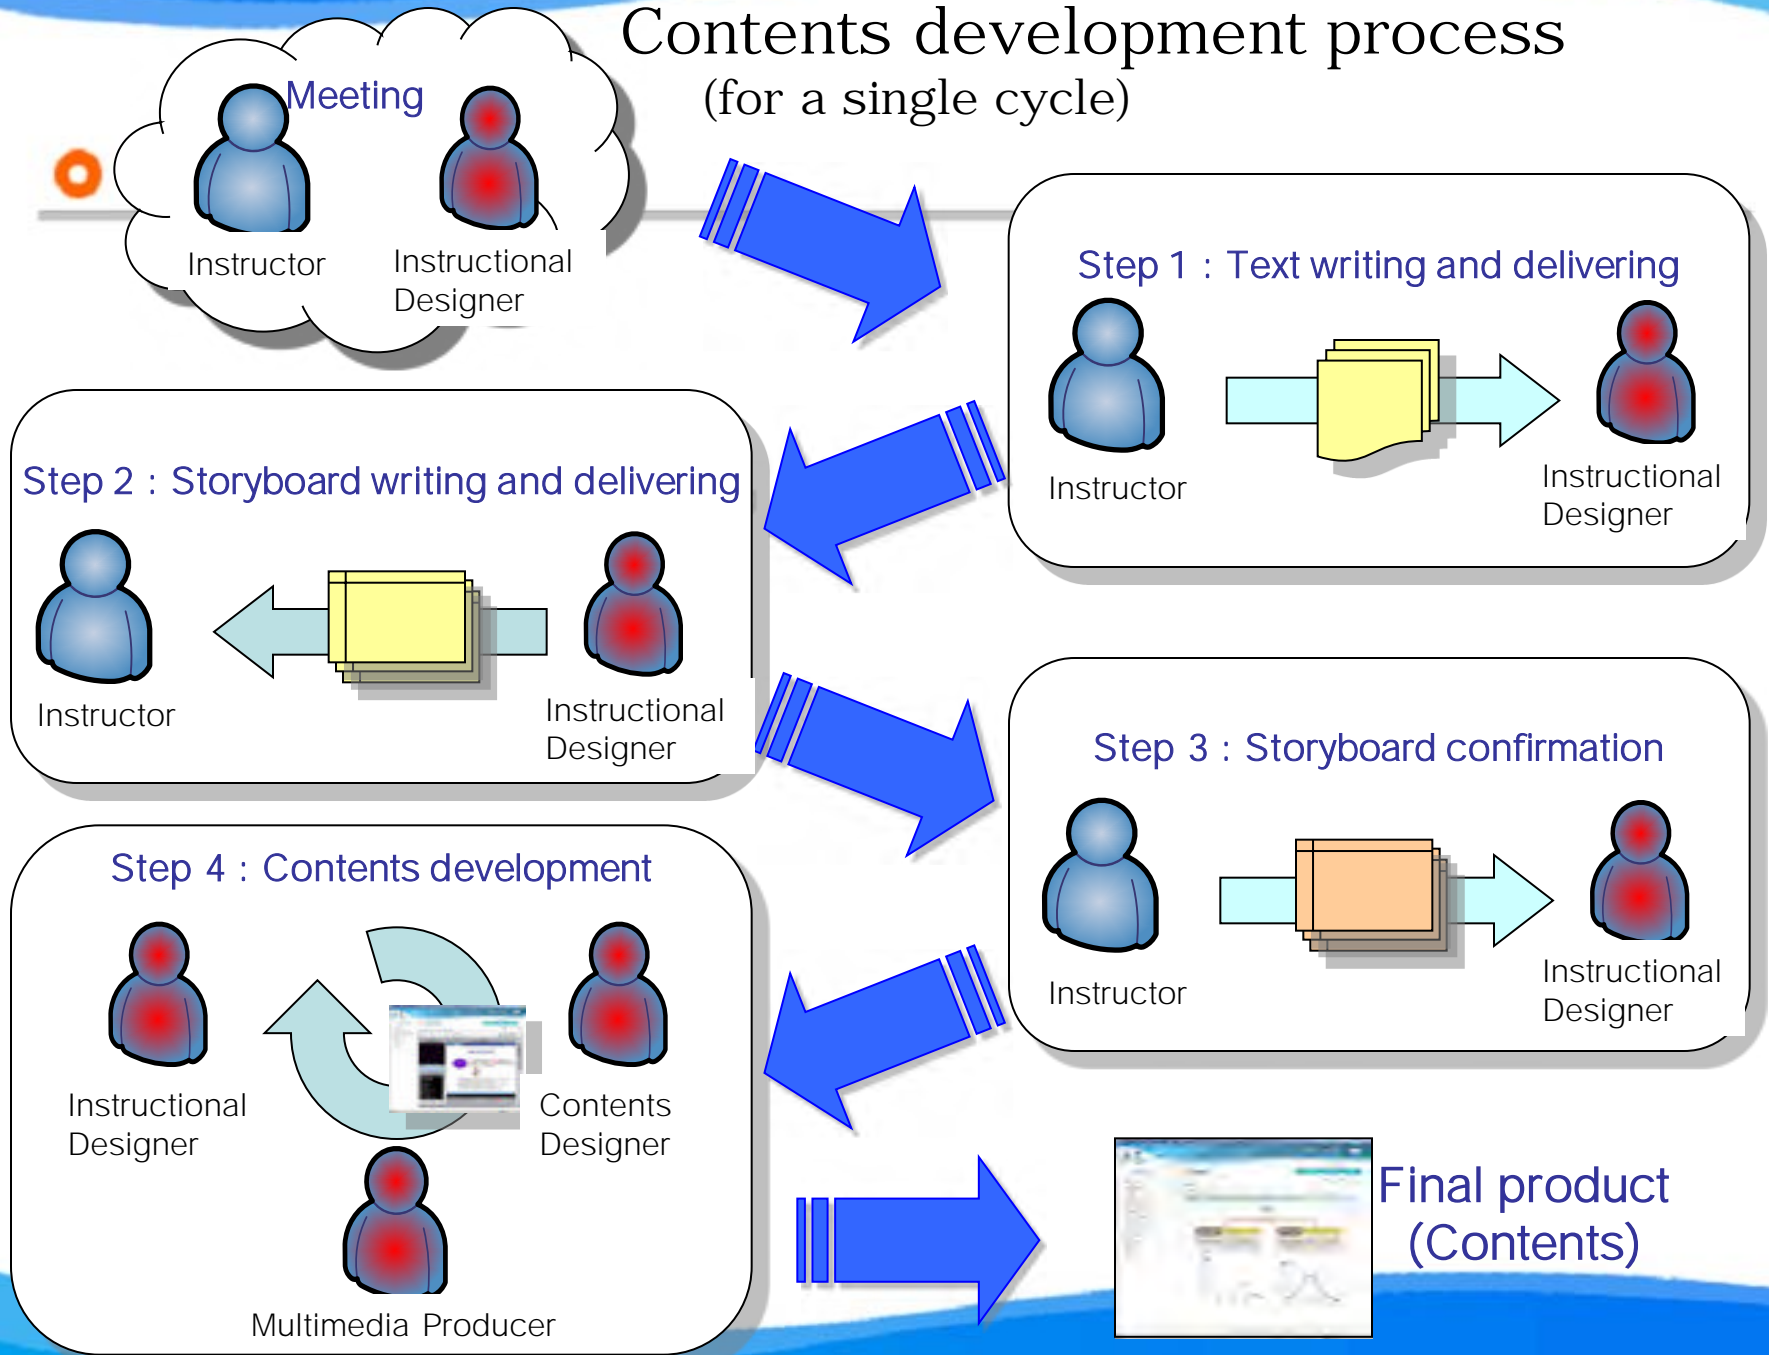 Contents development process
(for a single cycle)
Meeting
Instructor
Instructional
Designer
Step 1 : Text writing and delivering
Instructor
Instructional
Designer
Step 2 : Storyboard writing and delivering
Instructor
Instructional
Designer
Step 3 : Storyboard confirmation
Instructor
Instructional
Designer
Step 4 : Contents development
Instructional
Designer
Contents
Designer
Multimedia Producer
Final product
(Contents)